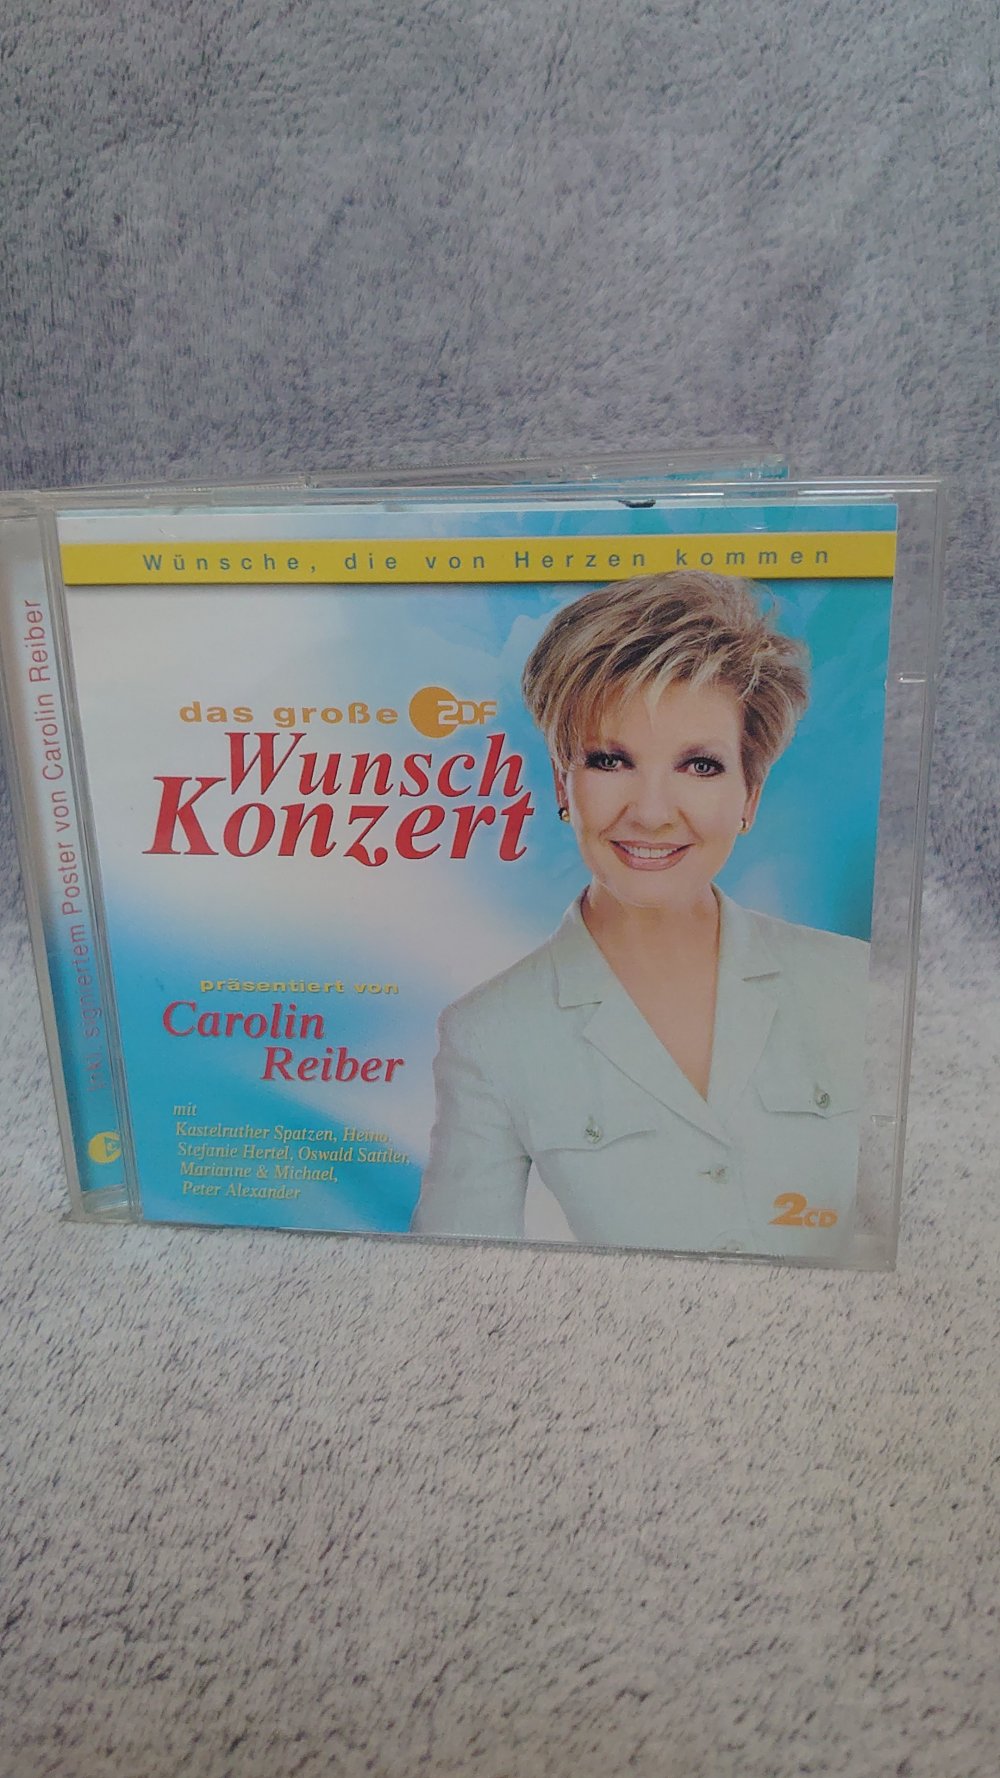 Wünsche, die von Herzen kommen
das große ZDF
Wunsch
Konzert
präsentiert von
Carolin
Reiber
mit
Kastelruther Spatzen, Heino,
Stefanie Hertel, Oswald Sattler,
Marianne & Michael,
Peter Alexander
2CD
Inkl. signiertem Poster von Carolin Reiber